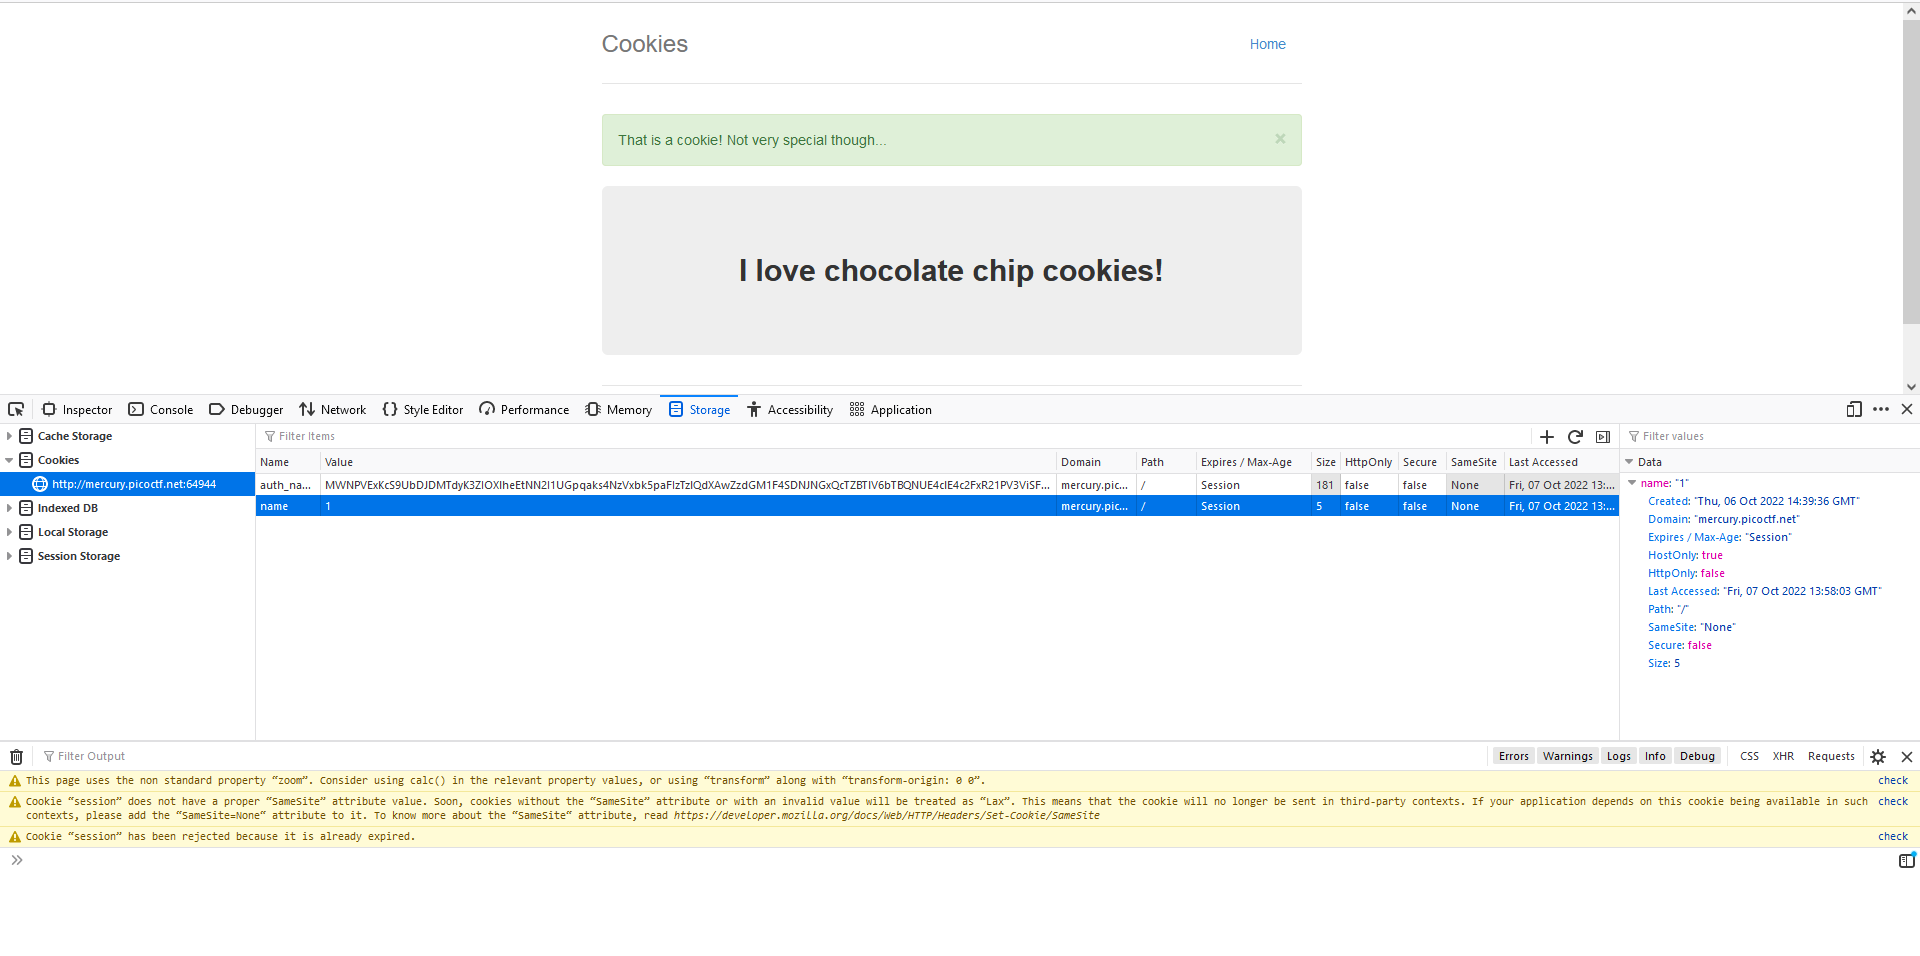 Cookies
Home
That is a cookie! Not very special though...
×
I love chocolate chip cookies!
Inspector Console Debugger Network Style Editor Performance Memory Storage Accessibility Application
Cache Storage
Cookies
http://mercury.picoctf.net:64944
Indexed DB
Local Storage
Session Storage
Filter Items
Name Value Domain Path Expires / Max-Age Size HttpOnly Secure SameSite Last Accessed
auth_na... mercury.pic... / Session 181 false false None Fri, 07 Oct 2022 13:...
name 1 mercury.pic... / Session 5 false false None Fri, 07 Oct 2022 13:...
Filter values
Data
name: "1"
Created: "Thu, 06 Oct 2022 14:39:36 GMT"
Domain: "mercury.picoctf.net"
Expires / Max-Age: "Session"
HostOnly: true
HttpOnly: false
Last Accessed: "Fri, 07 Oct 2022 13:58:03 GMT"
Path: "/"
SameSite: "None"
Secure: false
Size: 5
Filter Output
Errors Warnings Logs Info Debug CSS XHR Requests
This page uses the non standard property “zoom”. Consider using calc() in the relevant property values, or using “transform” along with “transform-origin: 0 0”. check
Cookie “session” does not have a proper “SameSite” attribute value. Soon, cookies without the “SameSite” attribute or with an invalid value will be treated as “Lax”. This means that the cookie will no longer be sent in third-party contexts. If your application depends on this cookie being available in such check
contexts, please add the “SameSite=None“ attribute to it. To know more about the “SameSite“ attribute, read https://developer.mozilla.org/docs/Web/HTTP/Headers/Set-Cookie/SameSite
Cookie “session” has been rejected because it is already expired. check